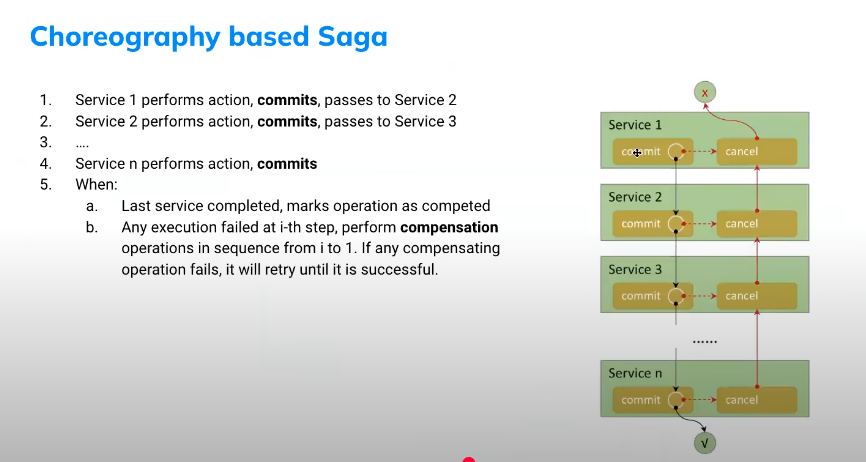 Choreography based Saga
1. Service 1 performs action, commits, passes to Service 2
2. Service 2 performs action, commits, passes to Service 3
3. ....
4. Service n performs action, commits
5. When:
a. Last service completed, marks operation as competed
b. Any execution failed at i-th step, perform compensation
operations in sequence from i to 1. If any compensating
operation fails, it will retry until it is successful.
x
Service 1
commit cancel
Service 2
commit cancel
Service 3
commit cancel
......
Service n
commit cancel
√